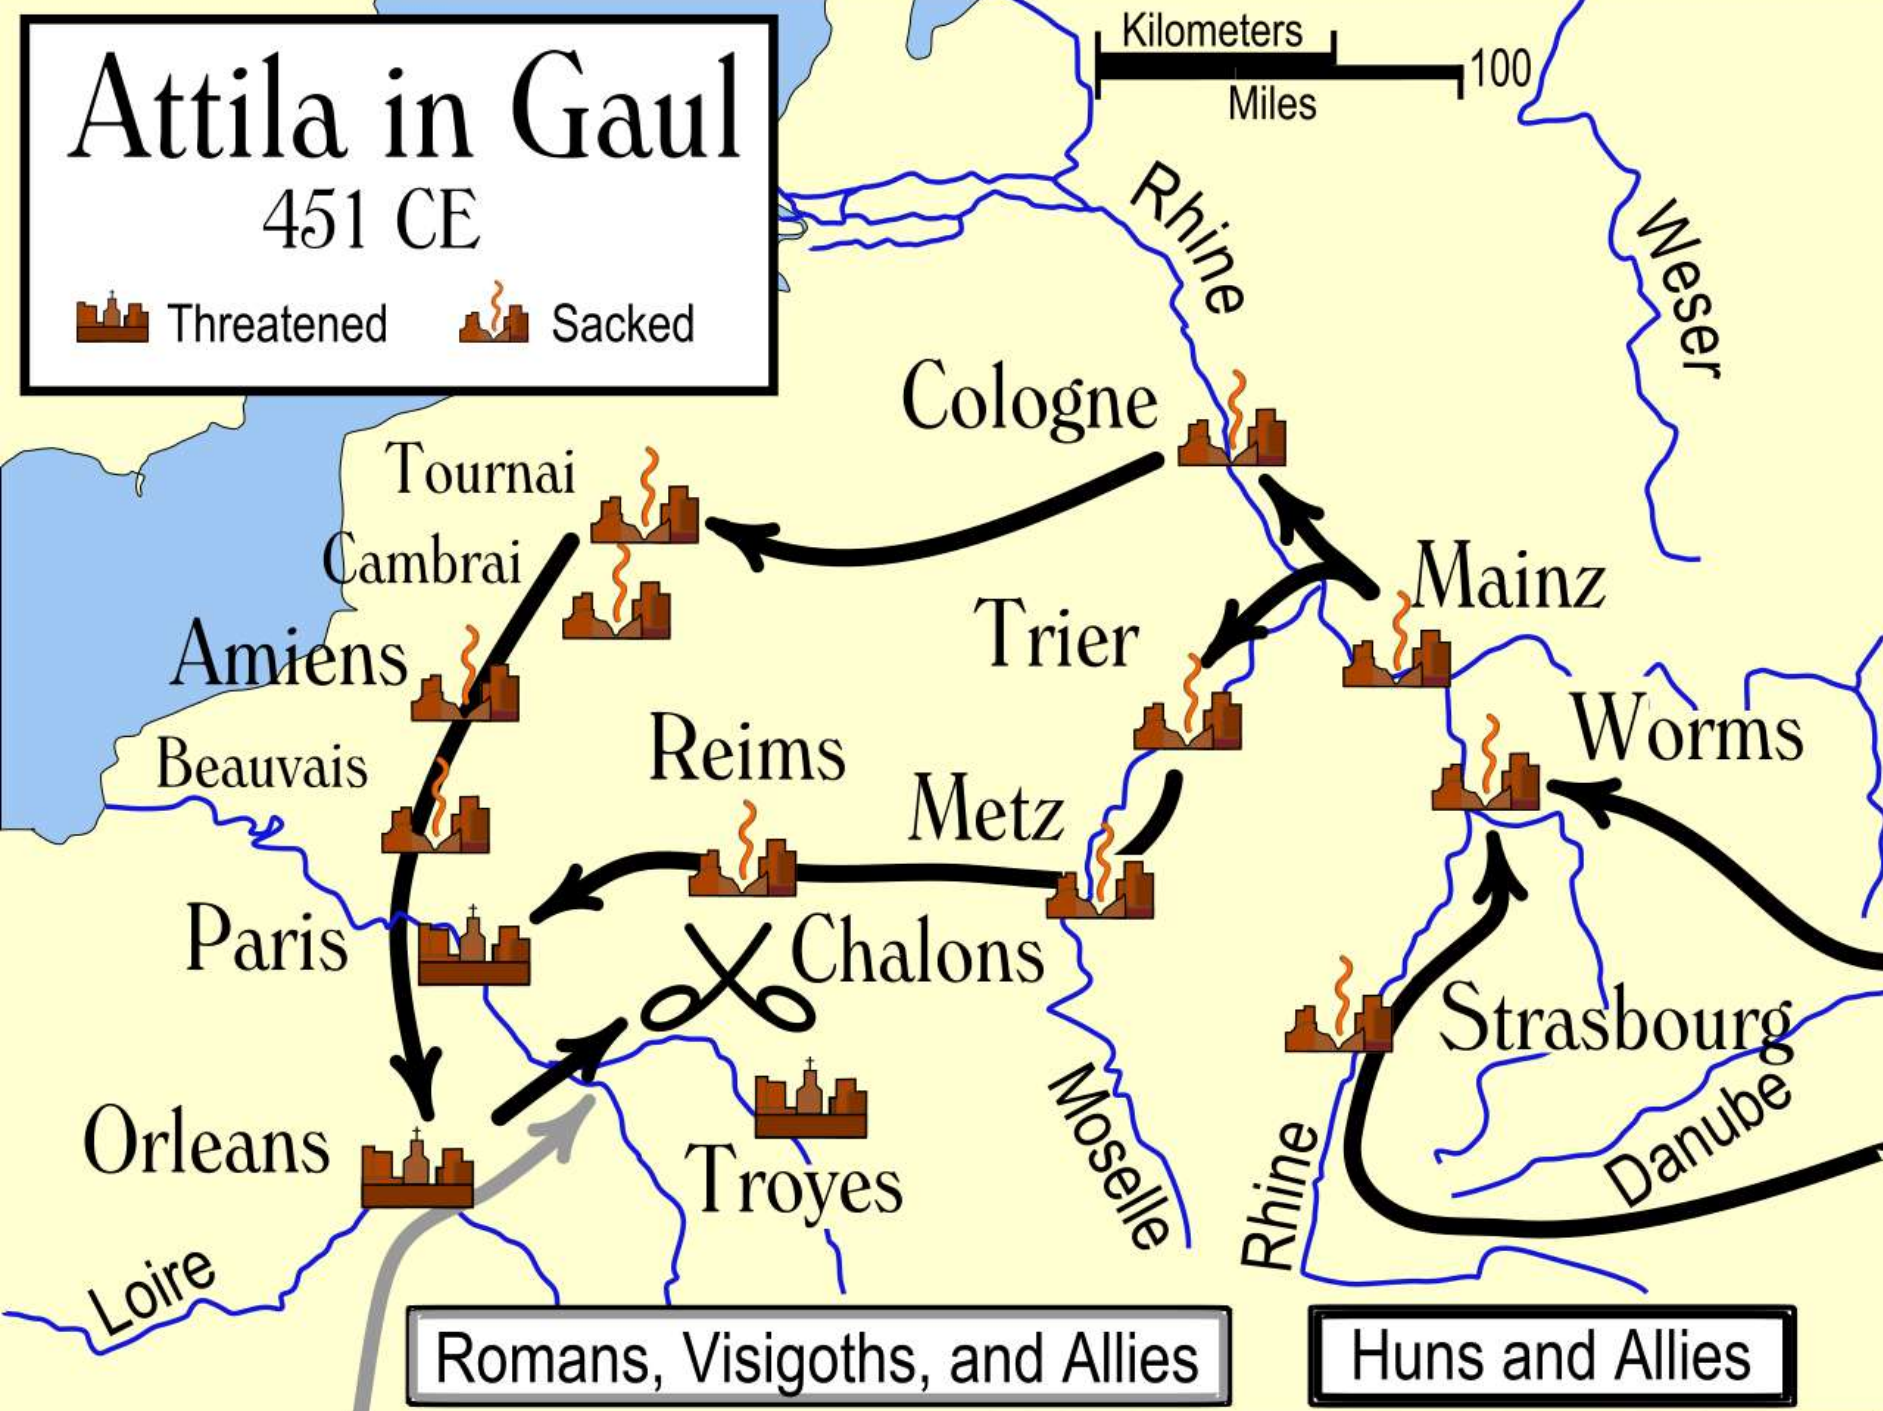 Attila in Gaul
451 CE
Threatened
Sacked
Kilometers
100
Miles
Rhine
Weser
Cologne
Tournai
Cambrai
Mainz
Trier
Amiens
Worms
Reims
Beauvais
Metz
Paris
Chalons
Strasbourg
Moselle
Danube
Orleans
Troyes
Rhine
Loire
Romans, Visigoths, and Allies
Huns and Allies